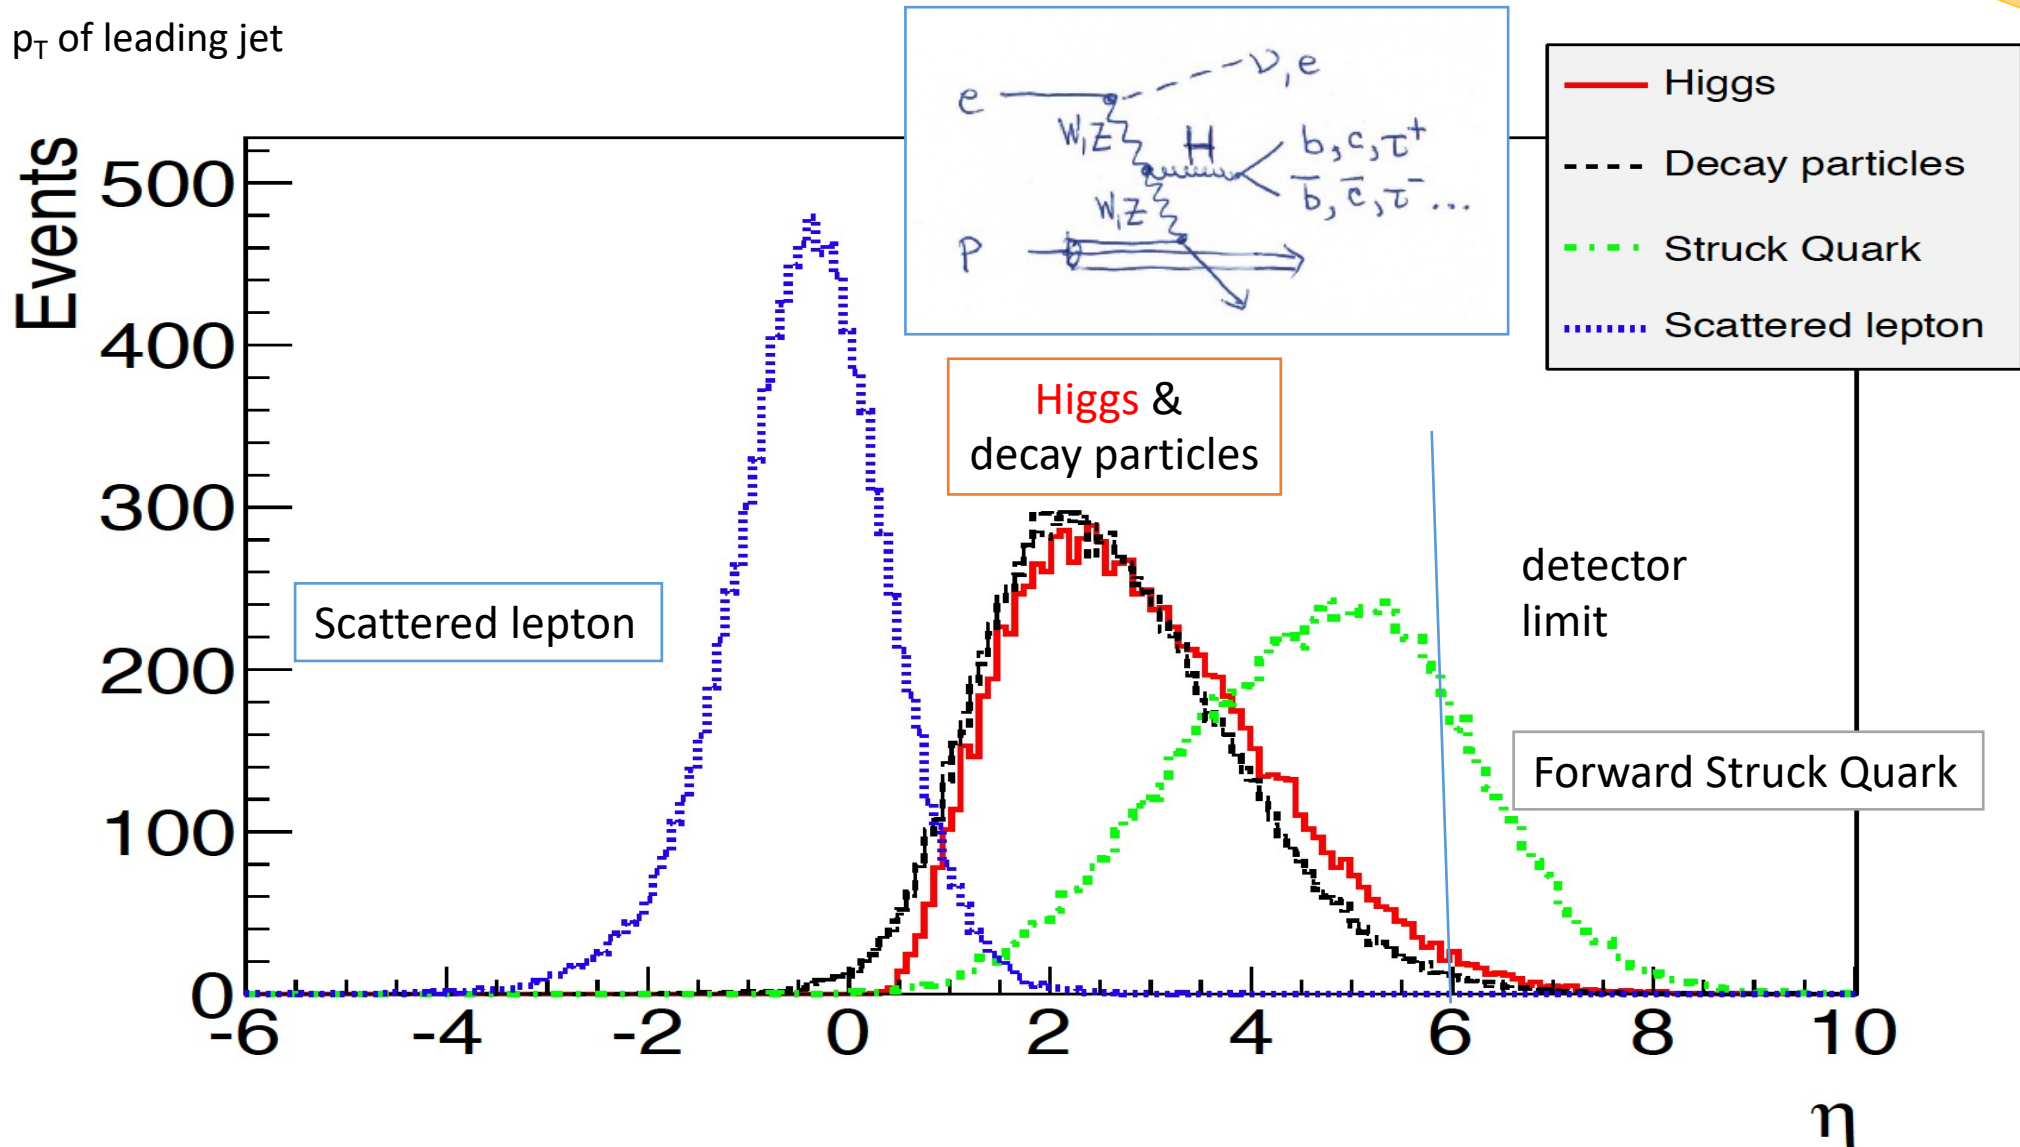 p_T of leading jet
e
ν, e
W, Z
H
b, c, τ⁺
b̄, c̄, τ⁻...
W, Z
P
Higgs
Decay particles
Struck Quark
Scattered lepton
Events
500
400
300
200
100
0
Higgs &
decay particles
Scattered lepton
detector
limit
Forward Struck Quark
-6 -4 -2 0 2 4 6 8 10
η